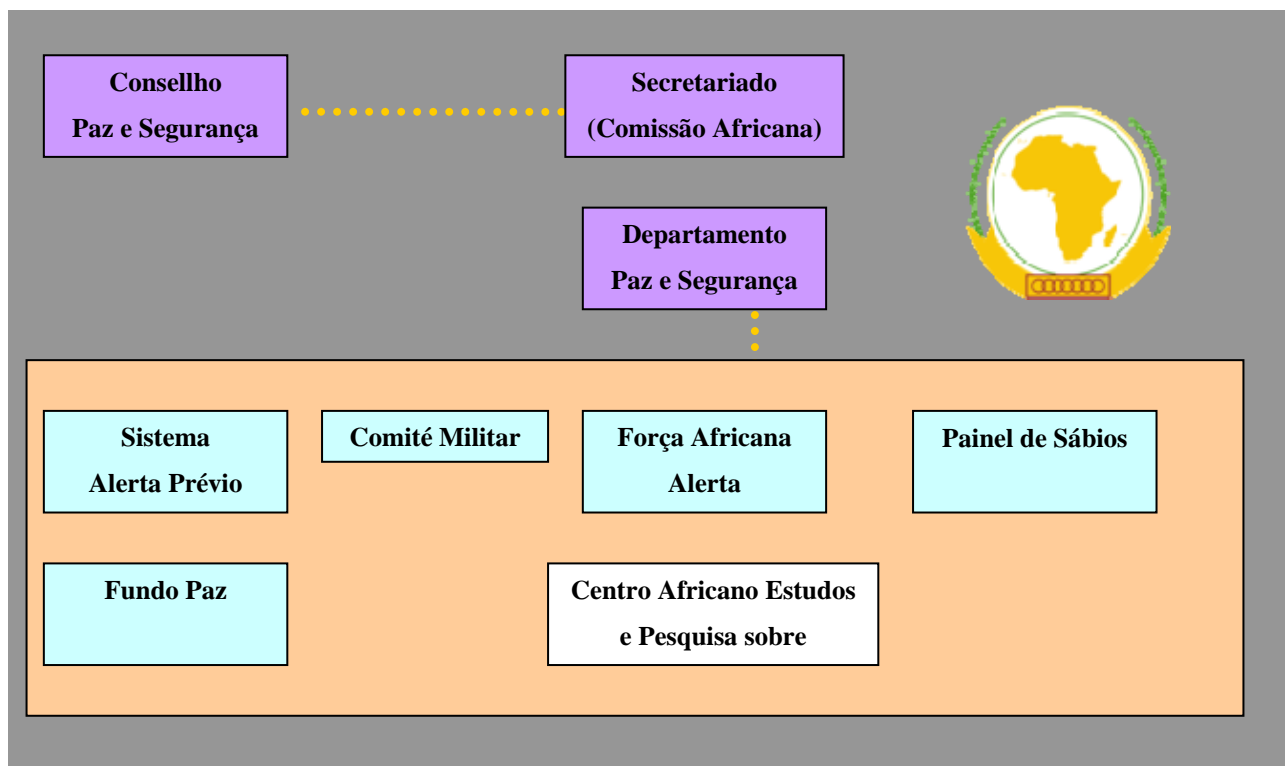 Consellho
Paz e Segurança
Secretariado
(Comissão Africana)
Departamento
Paz e Segurança
Sistema
Alerta Prévio
Comité Militar
Força Africana
Alerta
Painel de Sábios
Fundo Paz
Centro Africano Estudos
e Pesquisa sobre